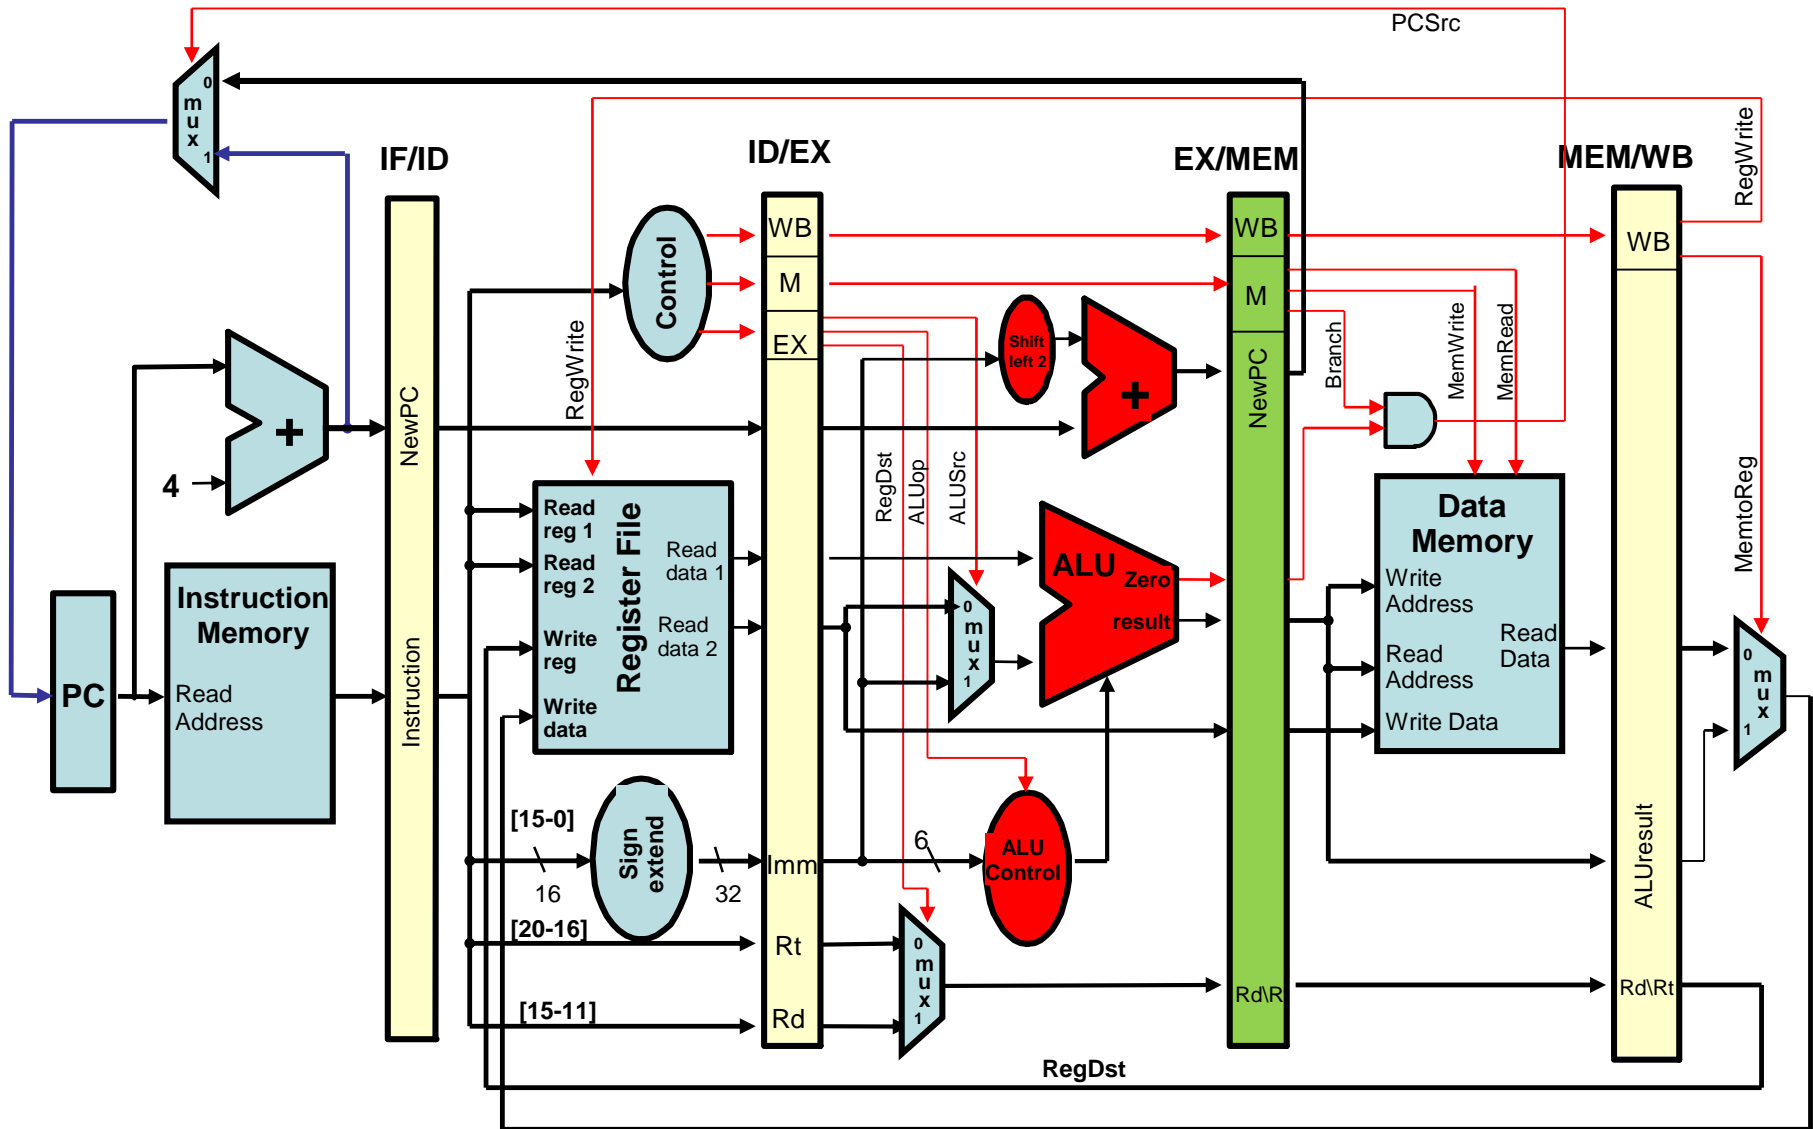 PCSrc
0
mux
1
RegWrite
IF/ID
ID/EX
EX/MEM
MEM/WB
WB
M
EX
Control
WB
M
WB
Shift
left 2
+
NewPC
Branch
MemWrite
MemRead
RegWrite
+
4
NewPC
RegDst
ALUop
ALUSrc
MemtoReg
Read
reg 1
Read
reg 2
Write
reg
Write
data
Register File
Read
data 1
Read
data 2
ALU
Zero
result
0
mux
1
Data
Memory
Write
Address
Read
Address
Write Data
Read
Data
0
mux
1
PC
Instruction
Memory
Read
Address
Instruction
[15-0]
16
Sign
extend
32
Imm
6
ALU
Control
ALUresult
[20-16]
Rt
0
mux
1
[15-11]
Rd
Rd\R
Rd\Rt
RegDst